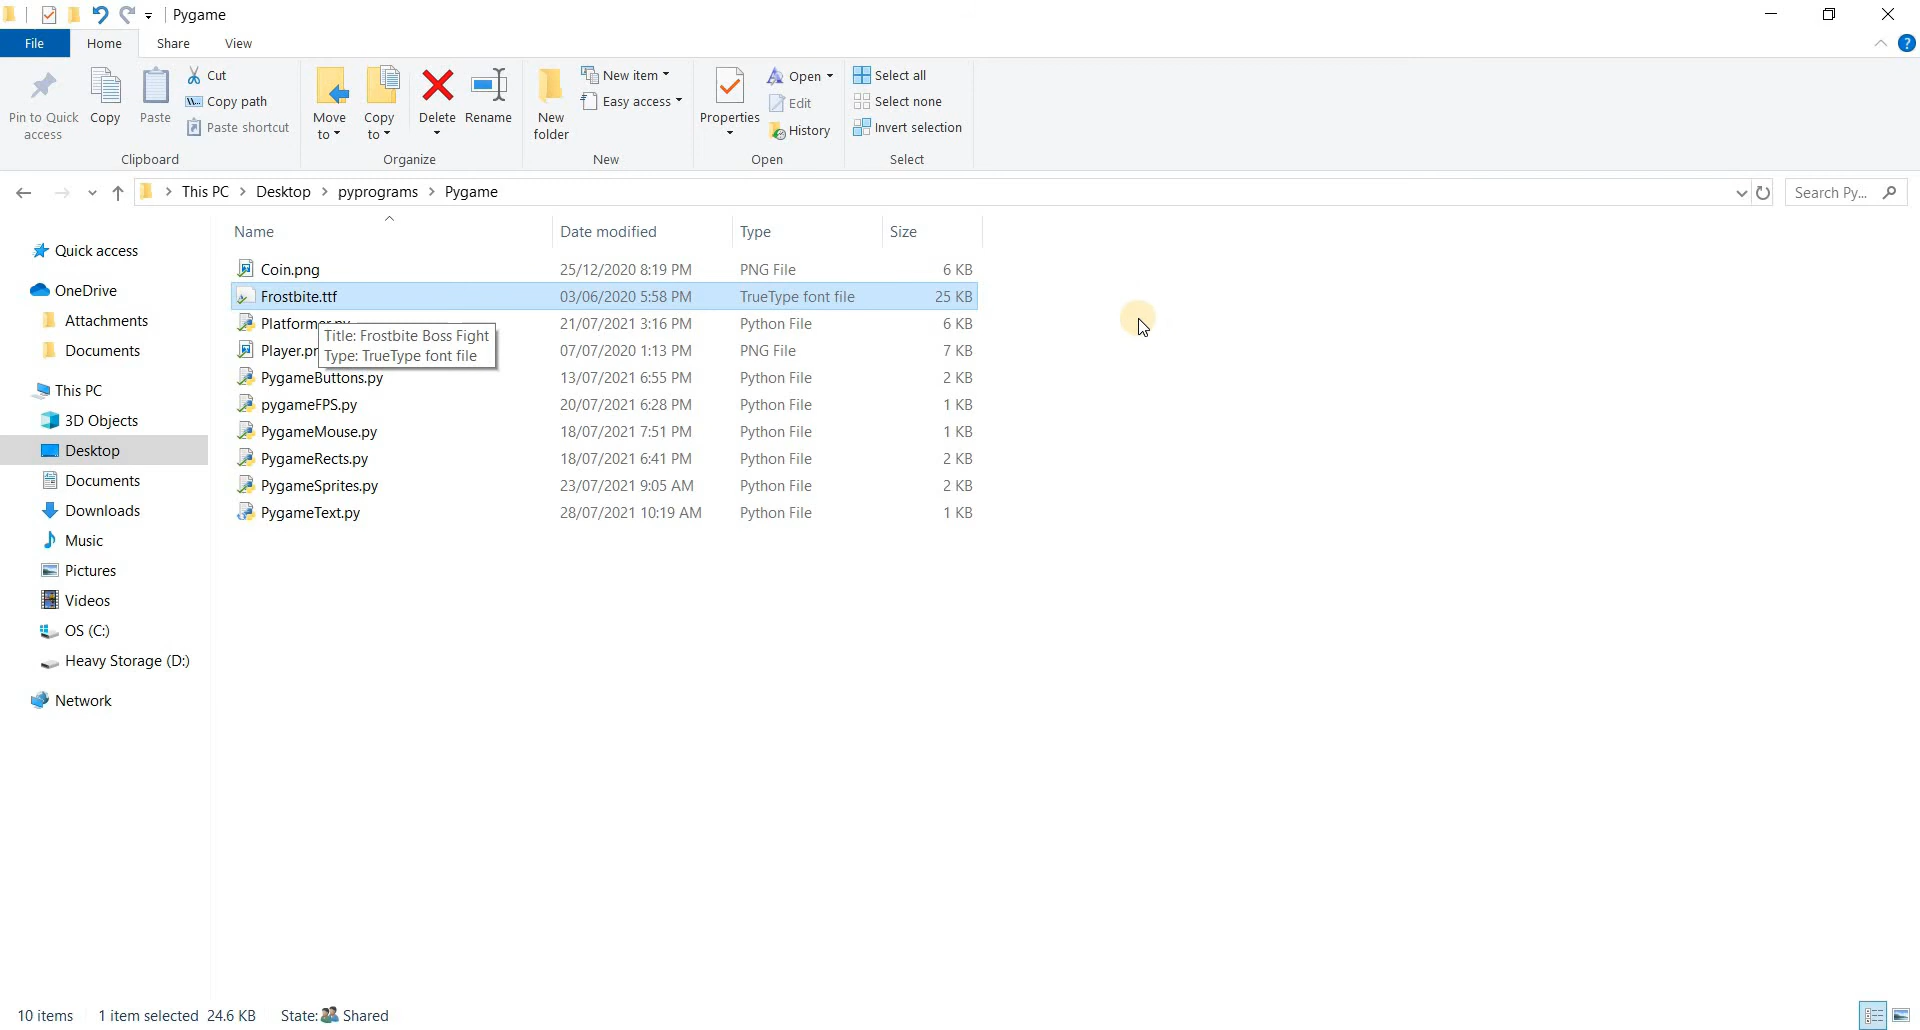 Pygame
File Home Share View
Pin to Quick access
Copy
Paste
Cut
Copy path
Paste shortcut
Clipboard
Move to
Copy to
Delete
Rename
Organize
New folder
New item
Easy access
New
Properties
Open
Edit
History
Open
Select all
Select none
Invert selection
Select
This PC > Desktop > pyprograms > Pygame
Search Py...
Quick access
OneDrive
Attachments
Documents
This PC
3D Objects
Desktop
Documents
Downloads
Music
Pictures
Videos
OS (C:)
Heavy Storage (D:)
Network
Name Date modified Type Size
Coin.png 25/12/2020 8:19 PM PNG File 6 KB
Frostbite.ttf 03/06/2020 5:58 PM TrueType font file 25 KB
Platformer.py 21/07/2021 3:16 PM Python File 6 KB
Title: Frostbite Boss Fight
Type: TrueType font file
Player.pr 07/07/2020 1:13 PM PNG File 7 KB
PygameButtons.py 13/07/2021 6:55 PM Python File 2 KB
pygameFPS.py 20/07/2021 6:28 PM Python File 1 KB
PygameMouse.py 18/07/2021 7:51 PM Python File 1 KB
PygameRects.py 18/07/2021 6:41 PM Python File 2 KB
PygameSprites.py 23/07/2021 9:05 AM Python File 2 KB
PygameText.py 28/07/2021 10:19 AM Python File 1 KB
10 items 1 item selected 24.6 KB State: Shared